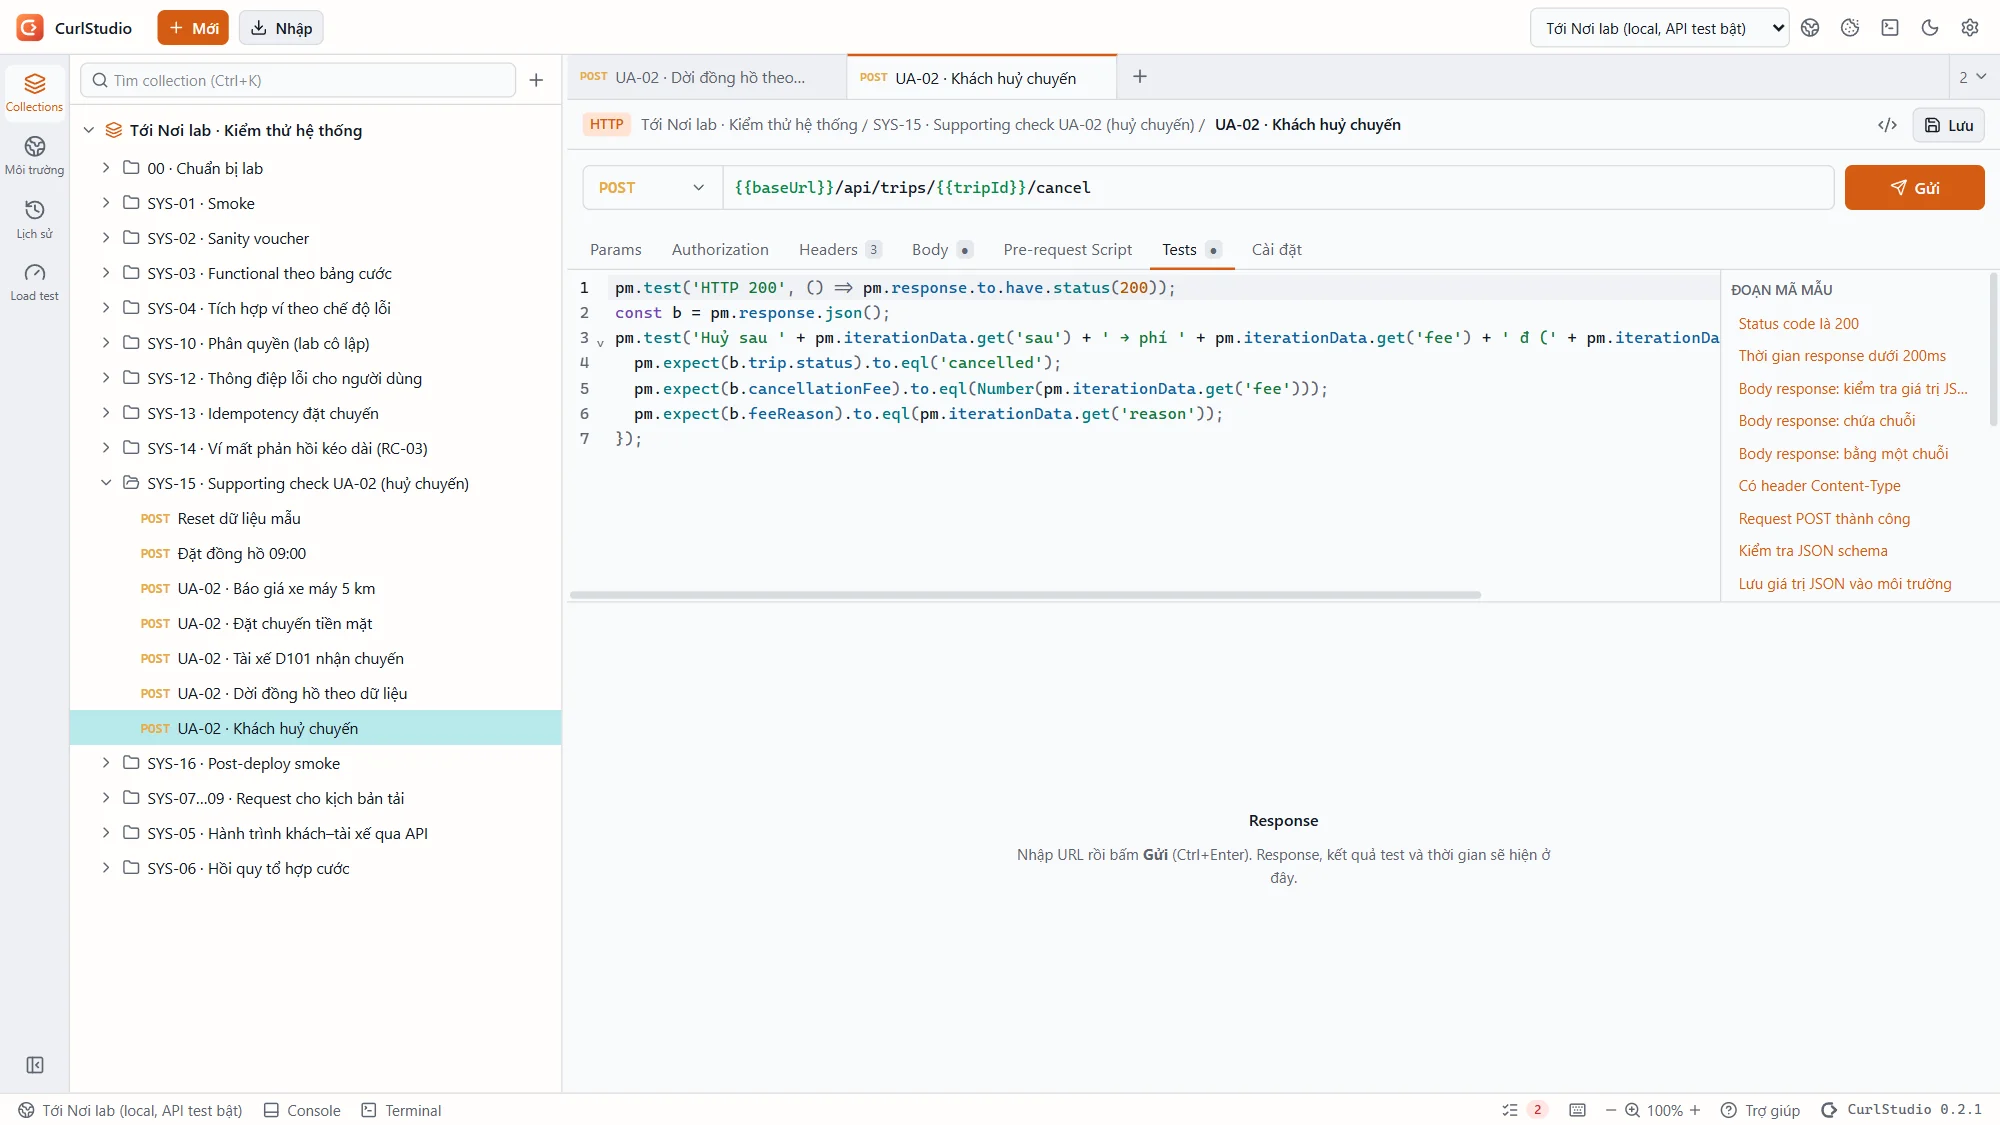 CurlStudio
Mới
Nhập
Tới Nơi lab (local, API test bật)
Collections
Môi trường
Lịch sử
Load test
Tìm collection (Ctrl+K)
Tới Nơi lab · Kiểm thử hệ thống
00 · Chuẩn bị lab
SYS-01 · Smoke
SYS-02 · Sanity voucher
SYS-03 · Functional theo bảng cước
SYS-04 · Tích hợp ví theo chế độ lỗi
SYS-10 · Phân quyền (lab cô lập)
SYS-12 · Thông điệp lỗi cho người dùng
SYS-13 · Idempotency đặt chuyến
SYS-14 · Ví mất phản hồi kéo dài (RC-03)
SYS-15 · Supporting check UA-02 (huỷ chuyến)
POST Reset dữ liệu mẫu
POST Đặt đồng hồ 09:00
POST UA-02 · Báo giá xe máy 5 km
POST UA-02 · Đặt chuyến tiền mặt
POST UA-02 · Tài xế D101 nhận chuyến
POST UA-02 · Dời đồng hồ theo dữ liệu
POST UA-02 · Khách huỷ chuyến
SYS-16 · Post-deploy smoke
SYS-07…09 · Request cho kịch bản tải
SYS-05 · Hành trình khách–tài xế qua API
SYS-06 · Hồi quy tổ hợp cước
POST UA-02 · Dời đồng hồ theo...
POST UA-02 · Khách huỷ chuyến
2
HTTP Tới Nơi lab · Kiểm thử hệ thống / SYS-15 · Supporting check UA-02 (huỷ chuyến) / UA-02 · Khách huỷ chuyến
Lưu
POST
{{baseUrl}}/api/trips/{{tripId}}/cancel
Gửi
Params
Authorization
Headers 3
Body
Pre-request Script
Tests
Cài đặt
1 pm.test('HTTP 200', () => pm.response.to.have.status(200));
2 const b = pm.response.json();
3 pm.test('Huỷ sau ' + pm.iterationData.get('sau') + ' → phí ' + pm.iterationData.get('fee') + ' đ (' + pm.iterationDa
4 pm.expect(b.trip.status).to.eql('cancelled');
5 pm.expect(b.cancellationFee).to.eql(Number(pm.iterationData.get('fee')));
6 pm.expect(b.feeReason).to.eql(pm.iterationData.get('reason'));
7 });
ĐOẠN MÃ MẪU
Status code là 200
Thời gian response dưới 200ms
Body response: kiểm tra giá trị JS...
Body response: chứa chuỗi
Body response: bằng một chuỗi
Có header Content-Type
Request POST thành công
Kiểm tra JSON schema
Lưu giá trị JSON vào môi trường
Response
Nhập URL rồi bấm Gửi (Ctrl+Enter). Response, kết quả test và thời gian sẽ hiện ở
đây.
Tới Nơi lab (local, API test bật)
Console
Terminal
2
100%
Trợ giúp
CurlStudio 0.2.1